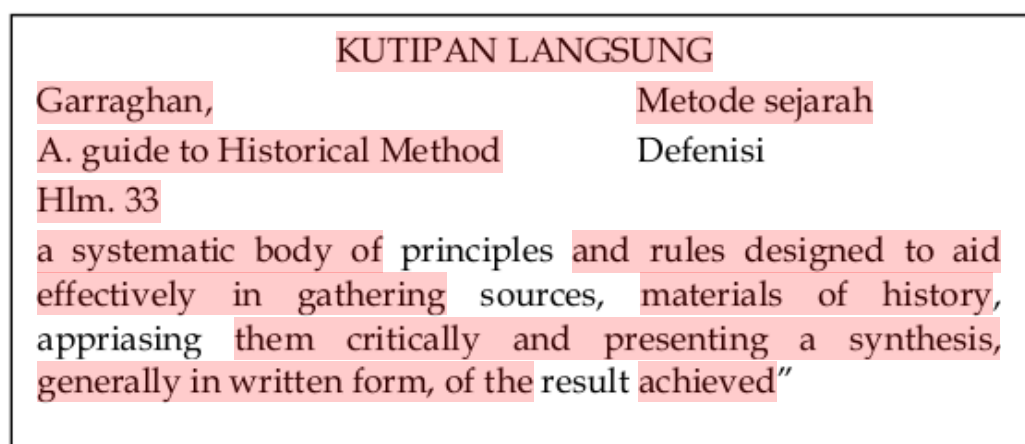 KUTIPAN LANGSUNG
Garraghan, Metode sejarah
A. guide to Historical Method Defenisi
Hlm. 33
a systematic body of principles and rules designed to aid
effectively in gathering sources, materials of history,
appriasing them critically and presenting a synthesis,
generally in written form, of the result achieved”